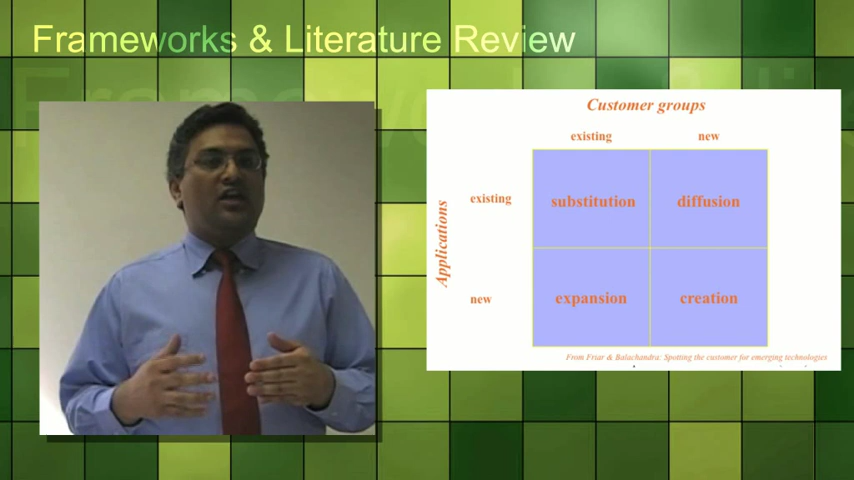 Frameworks & Literature Review
Customer groups
existing new
Applications
existing substitution diffusion
new expansion creation
From Friar & Balachandra: Spotting the customer for emerging technologies